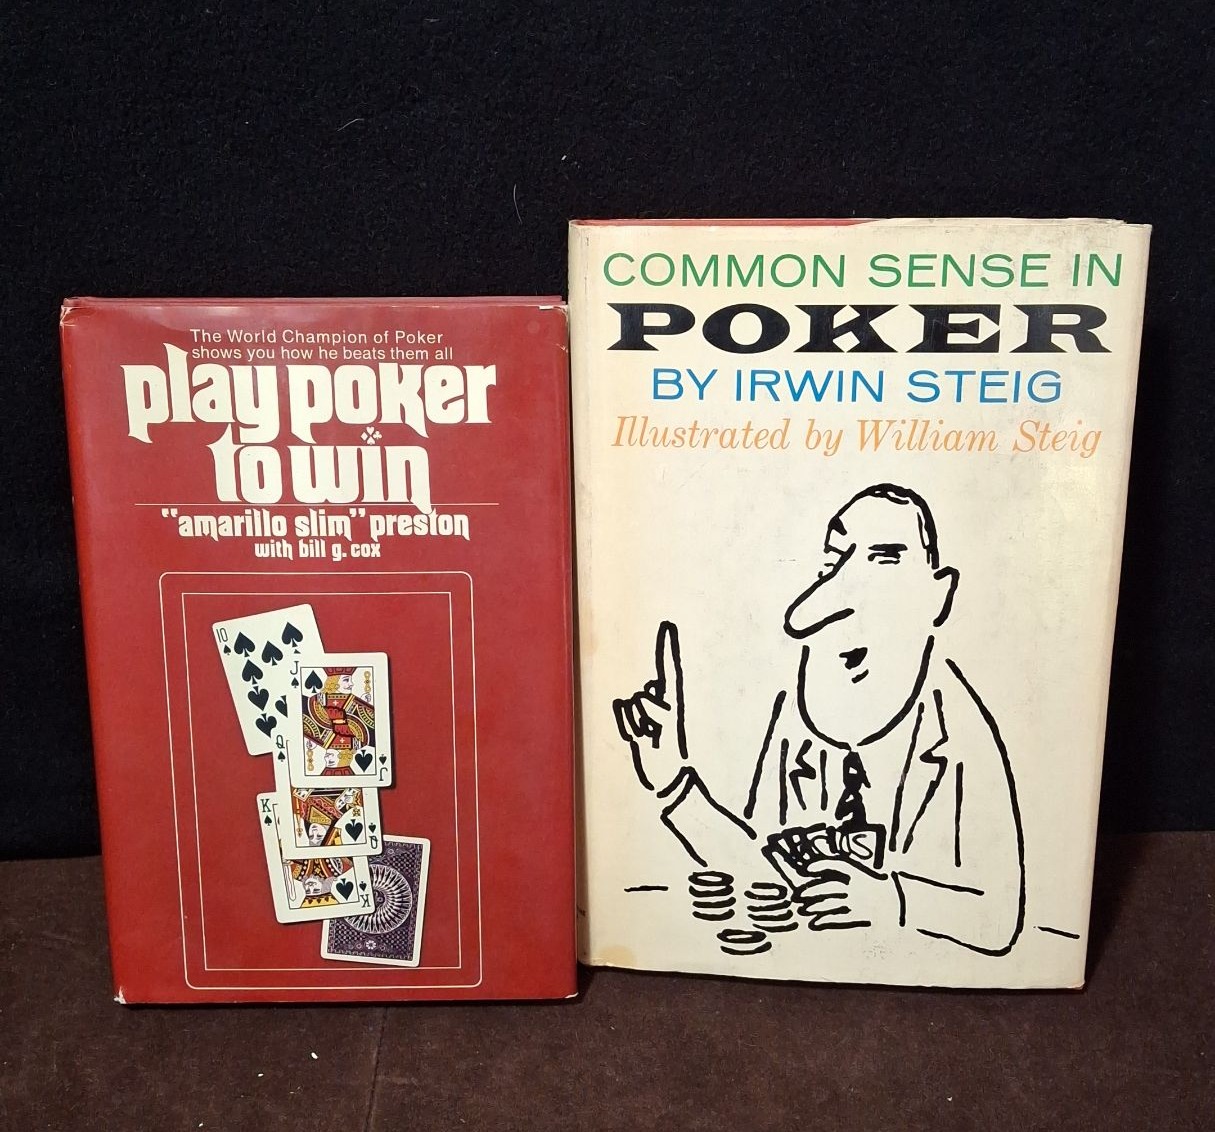 The World Champion of Poker
shows you how he beats them all
play poker
to win
"amarillo slim" preston
with bill g. cox
10
J
Q
K
J
Q
K
COMMON SENSE IN
POKER
BY IRWIN STEIG
Illustrated by William Steig